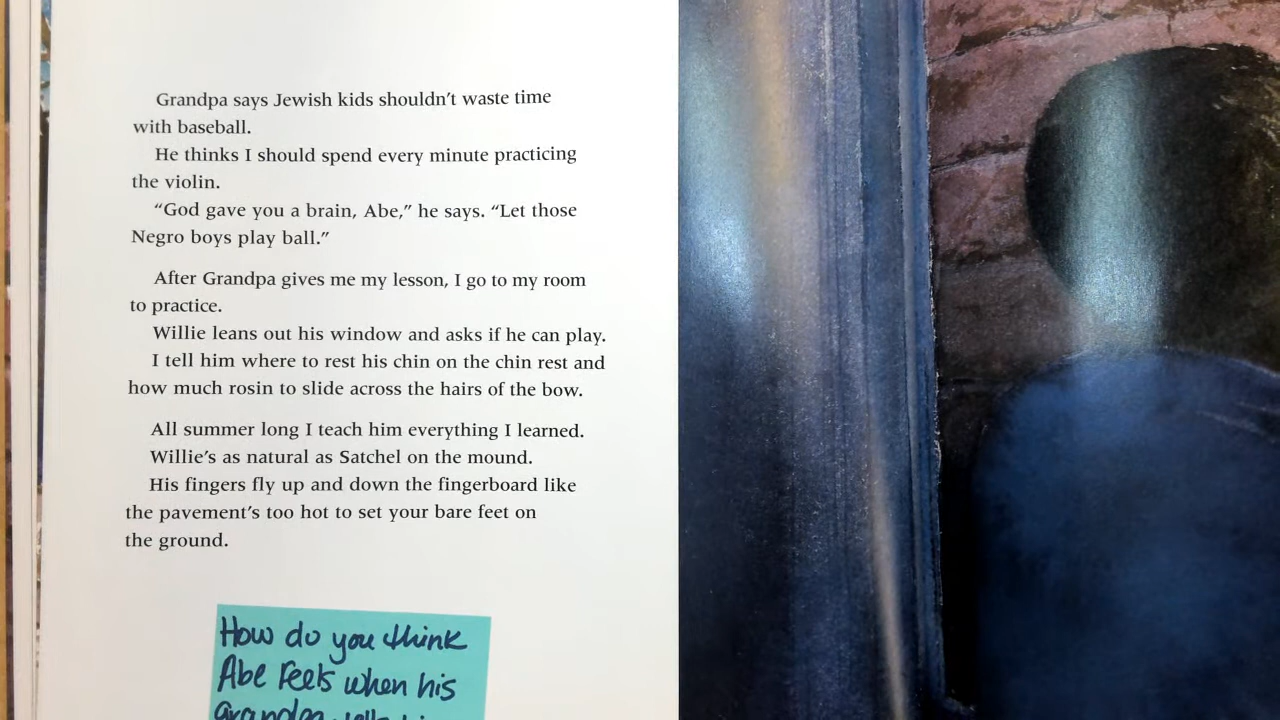 Grandpa says Jewish kids shouldn't waste time
with baseball.
He thinks I should spend every minute practicing
the violin.
“God gave you a brain, Abe,” he says. “Let those
Negro boys play ball.”
After Grandpa gives me my lesson, I go to my room
to practice.
Willie leans out his window and asks if he can play.
I tell him where to rest his chin on the chin rest and
how much rosin to slide across the hairs of the bow.
All summer long I teach him everything I learned.
Willie's as natural as Satchel on the mound.
His fingers fly up and down the fingerboard like
the pavement's too hot to set your bare feet on
the ground.
How do you think
Abe feels when his
grandpa